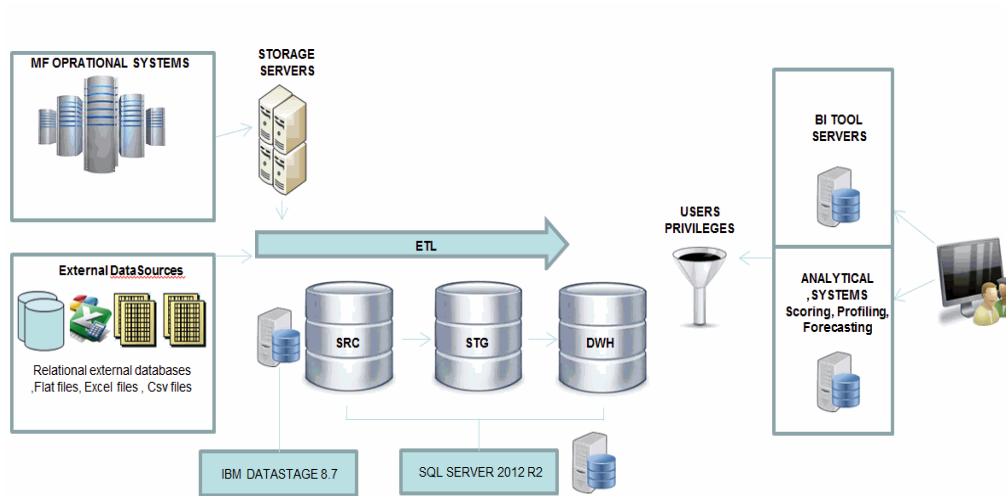 MF OPRATIONAL SYSTEMS
STORAGE
SERVERS
BI TOOL
SERVERS
USERS
PRIVILEGES
ETL
External DataSources
ANALYTICAL
,SYSTEMS
Scoring, Profiling,
Forecasting
SRC
STG
DWH
Relational external databases
,Flat files, Excel files , Csv files
IBM DATASTAGE 8.7
SQL SERVER 2012 R2